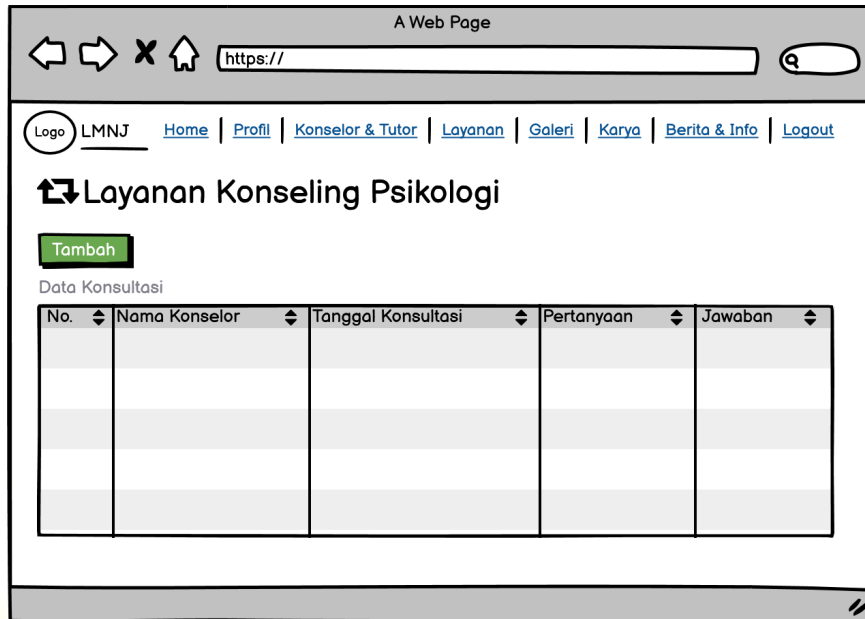 A Web Page
https://
Logo LMNJ Home Profil Konselor & Tutor Layanan Galeri Karya Berita & Info Logout
Layanan Konseling Psikologi
Tambah
Data Konsultasi
No. Nama Konselor Tanggal Konsultasi Pertanyaan Jawaban